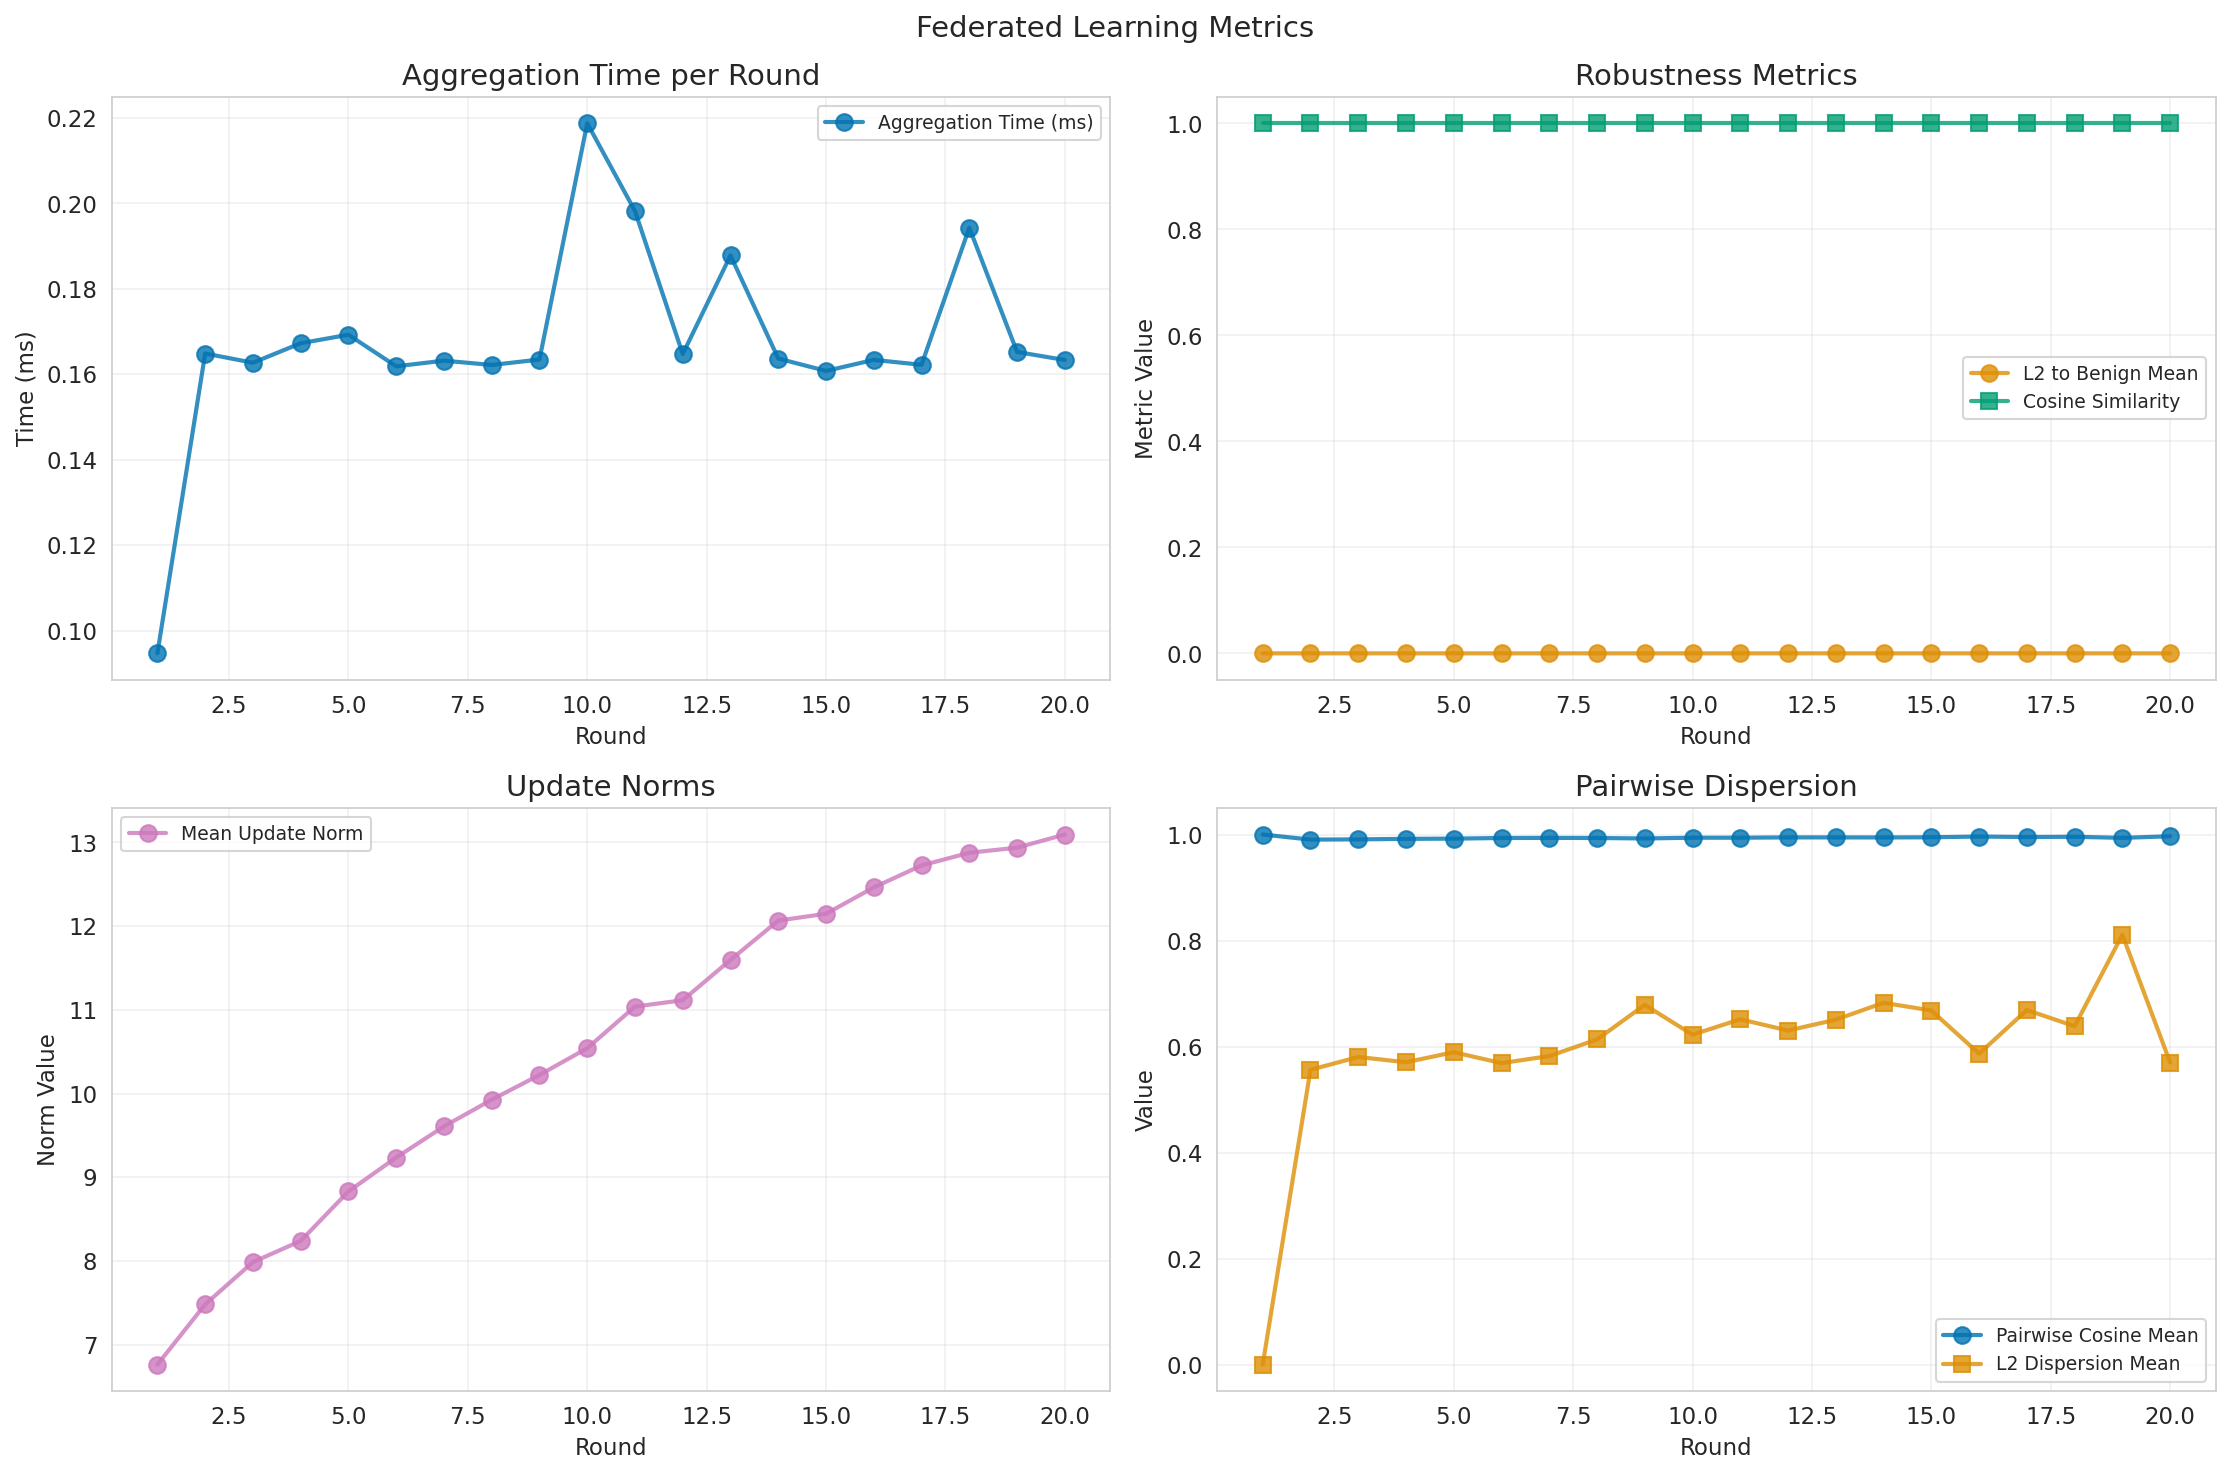 Federated Learning Metrics
Aggregation Time per Round
Aggregation Time (ms)
Time (ms)
0.22
0.20
0.18
0.16
0.14
0.12
0.10
2.5 5.0 7.5 10.0 12.5 15.0 17.5 20.0
Round
Robustness Metrics
L2 to Benign Mean
Cosine Similarity
Metric Value
1.0
0.8
0.6
0.4
0.2
0.0
2.5 5.0 7.5 10.0 12.5 15.0 17.5 20.0
Round
Update Norms
Mean Update Norm
Norm Value
13
12
11
10
9
8
7
2.5 5.0 7.5 10.0 12.5 15.0 17.5 20.0
Round
Pairwise Dispersion
Value
1.0
0.8
0.6
0.4
0.2
0.0
Pairwise Cosine Mean
L2 Dispersion Mean
2.5 5.0 7.5 10.0 12.5 15.0 17.5 20.0
Round